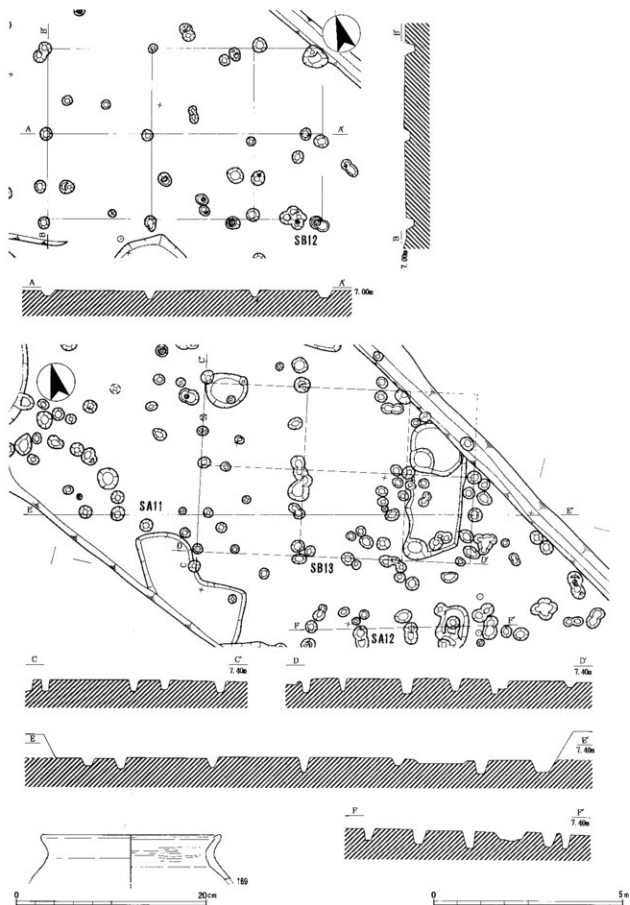 B'
A
A'
B
SB12
B'
B
7.00m
A
A'
7.00m
C'
SA11
E
E'
D
C
SB13
D'
F
F'
SA12
C
C'
7.40m
D
D'
7.40m
E
E'
7.40m
F
F'
7.40m
169
0
20cm
0
5m